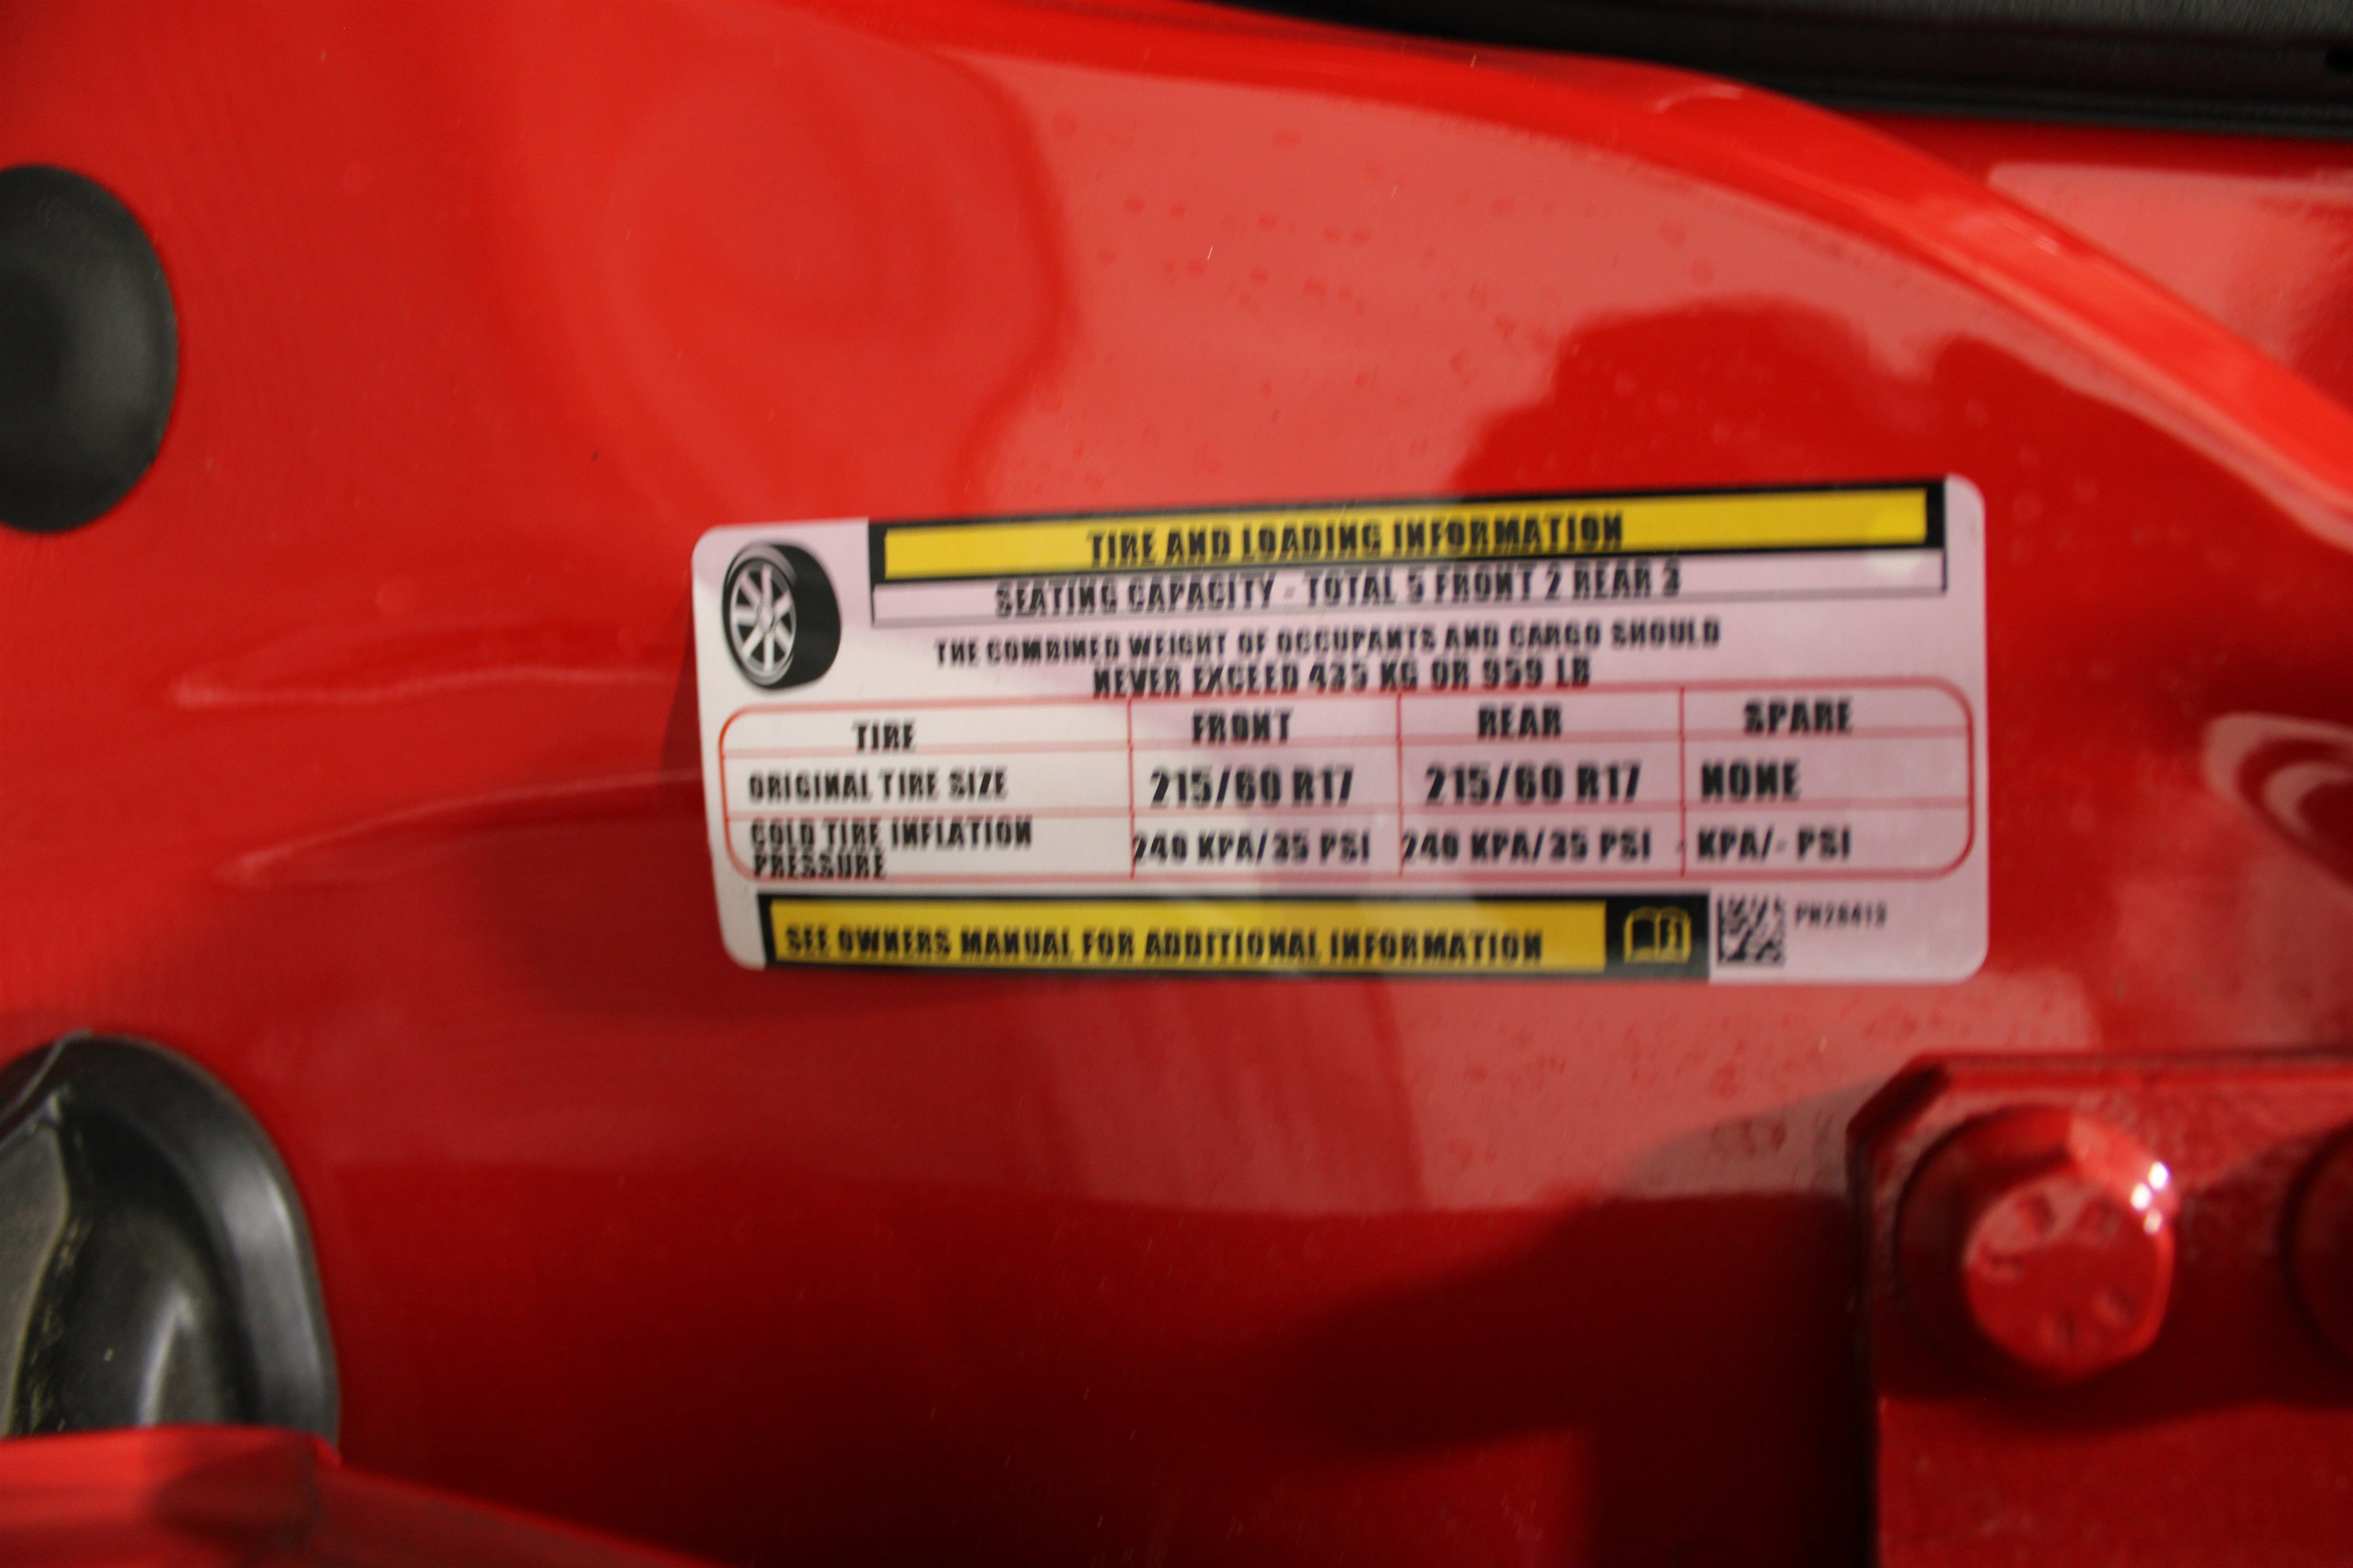 TIRE AND LOADING INFORMATION
SEATING CAPACITY - TOTAL 5 FRONT 2 REAR 3
THE COMBINED WEIGHT OF OCCUPANTS AND CARGO SHOULD
NEVER EXCEED 435 KG OR 959 LB
TIRE FRONT REAR SPARE
ORIGINAL TIRE SIZE 215/60 R17 215/60 R17 NONE
COLD TIRE INFLATION
PRESSURE 240 KPA/35 PSI 240 KPA/35 PSI - KPA/- PSI
SEE OWNERS MANUAL FOR ADDITIONAL INFORMATION